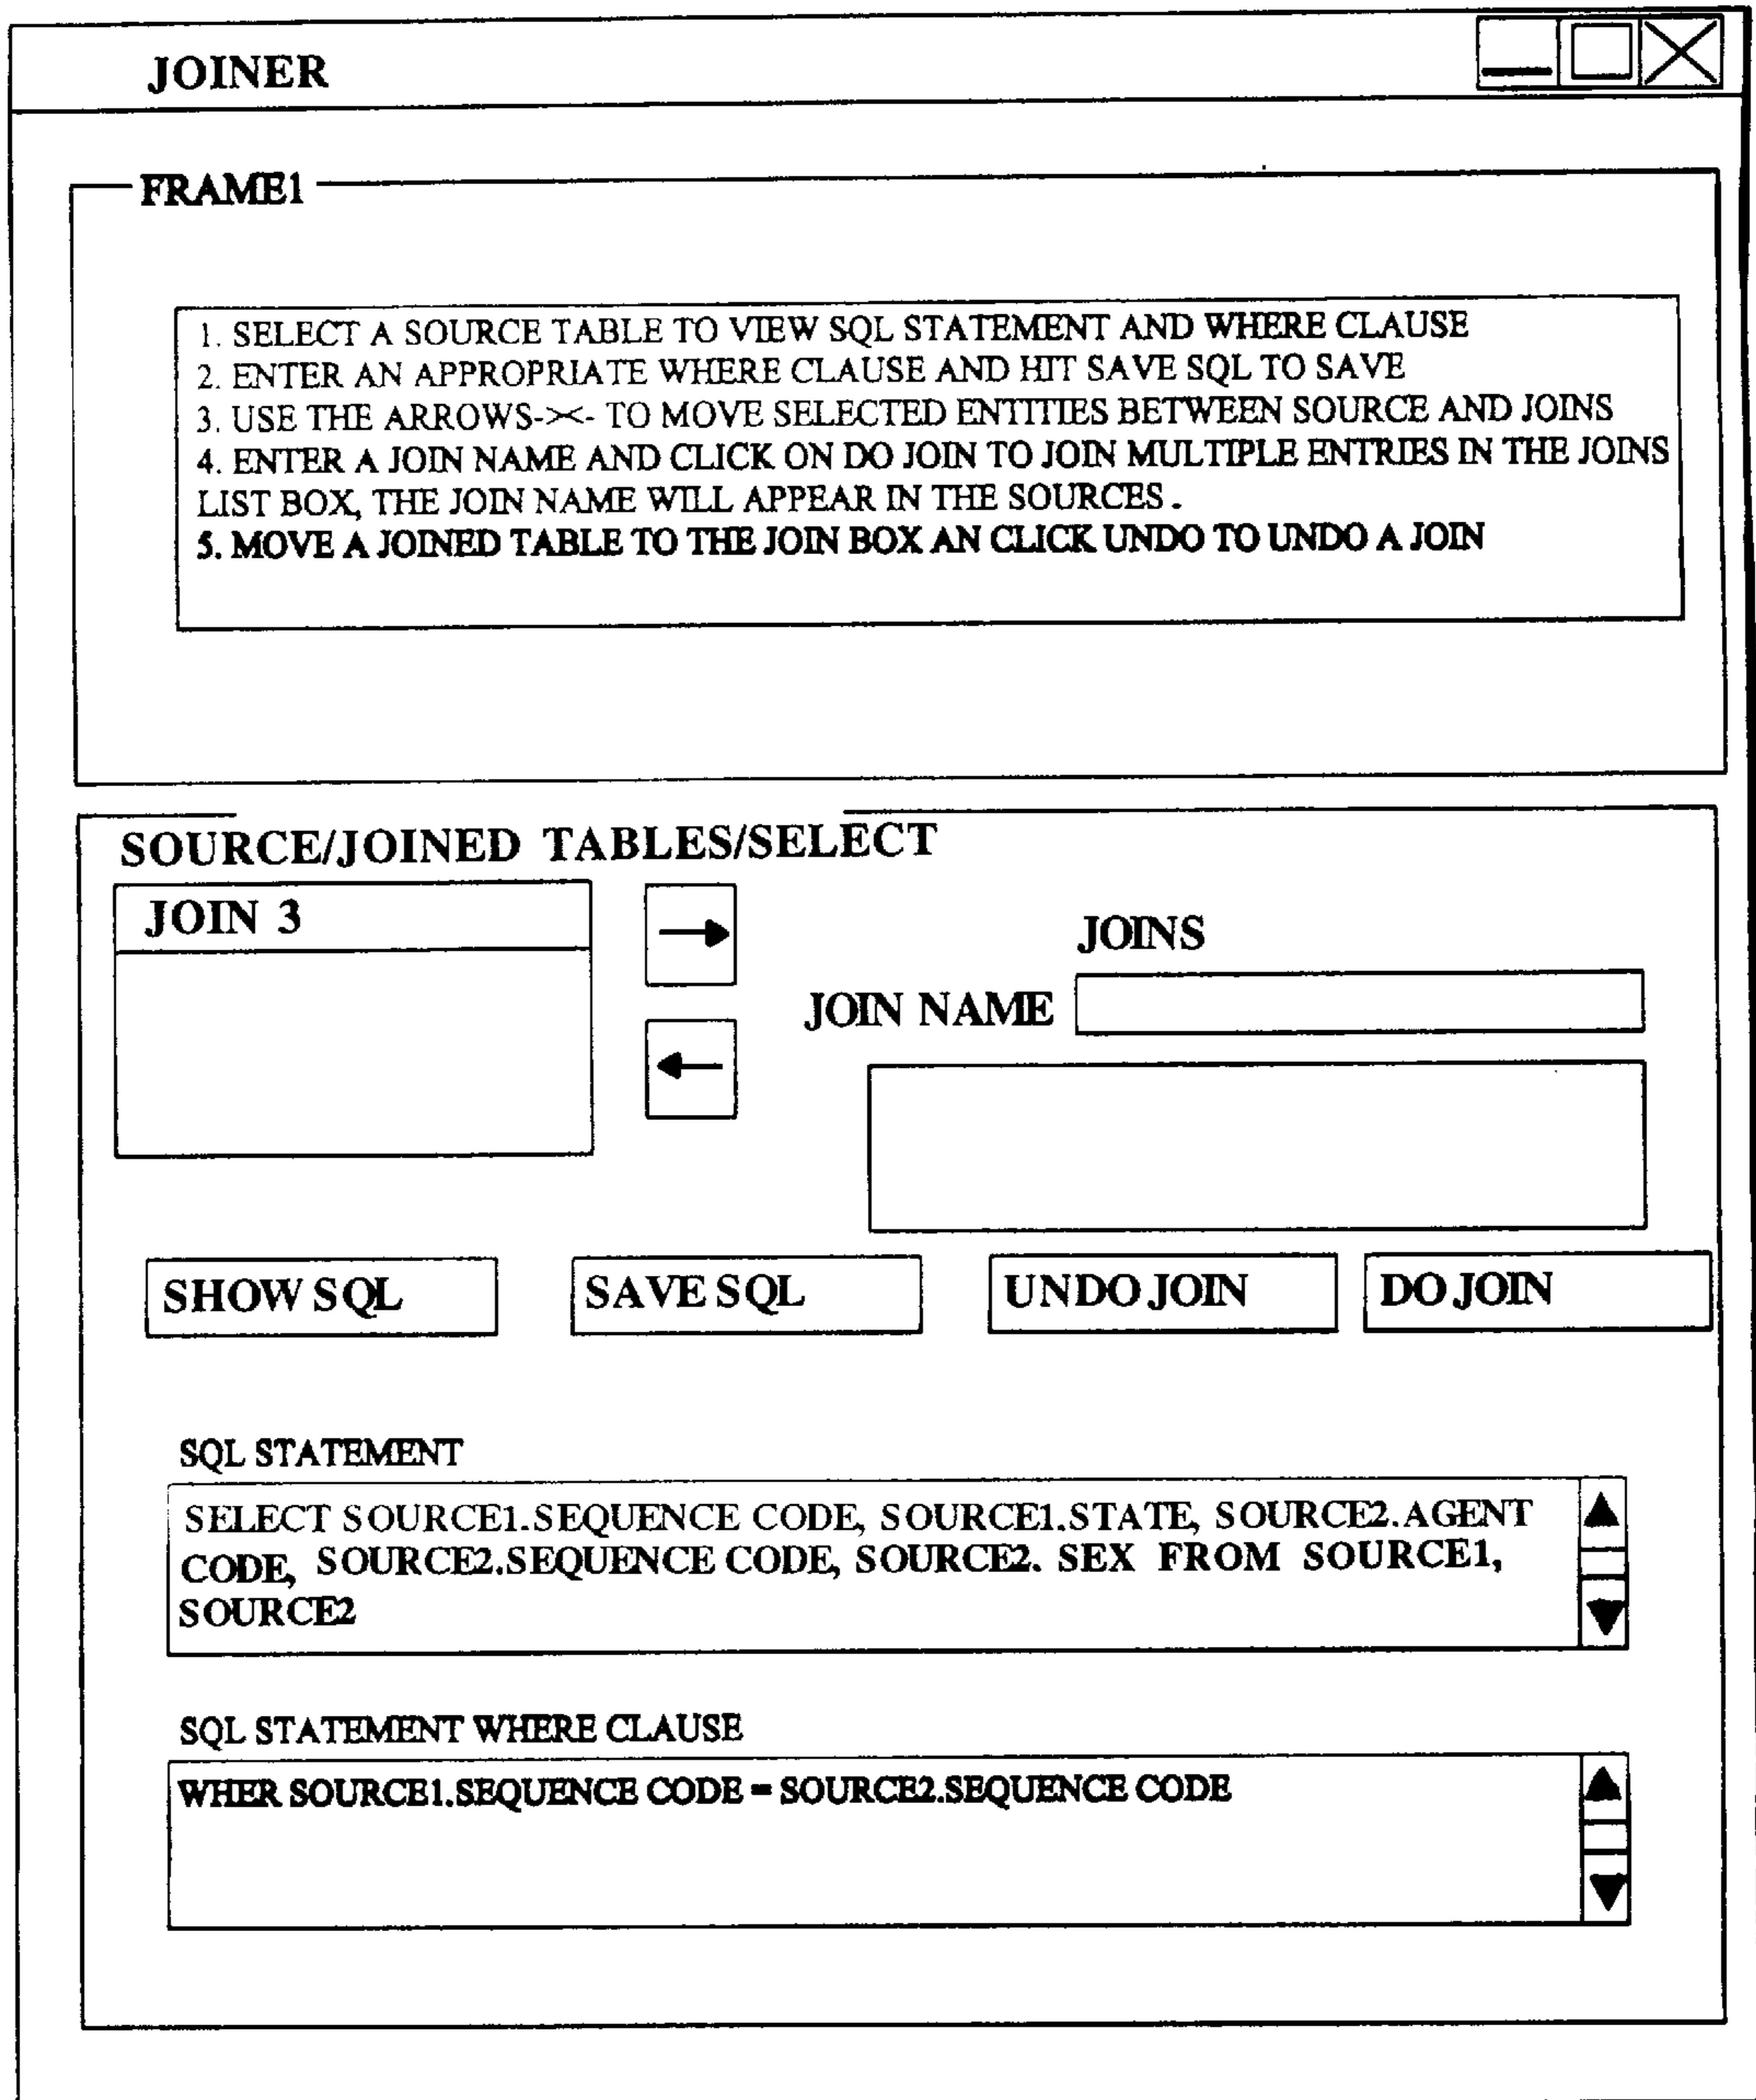 JOINER
FRAME1
1. SELECT A SOURCE TABLE TO VIEW SQL STATEMENT AND WHERE CLAUSE
2. ENTER AN APPROPRIATE WHERE CLAUSE AND HIT SAVE SQL TO SAVE
3. USE THE ARROWS-><- TO MOVE SELECTED ENTITIES BETWEEN SOURCE AND JOINS
4. ENTER A JOIN NAME AND CLICK ON DO JOIN TO JOIN MULTIPLE ENTRIES IN THE JOINS
LIST BOX, THE JOIN NAME WILL APPEAR IN THE SOURCES.
5. MOVE A JOINED TABLE TO THE JOIN BOX AN CLICK UNDO TO UNDO A JOIN
SOURCE/JOINED TABLES/SELECT
JOIN 3
JOINS
JOIN NAME
SHOW SQL
SAVE SQL
UNDO JOIN
DO JOIN
SQL STATEMENT
SELECT SOURCE1.SEQUENCE CODE, SOURCE1.STATE, SOURCE2.AGENT
CODE, SOURCE2.SEQUENCE CODE, SOURCE2. SEX FROM SOURCE1,
SOURCE2
SQL STATEMENT WHERE CLAUSE
WHER SOURCE1.SEQUENCE CODE = SOURCE2.SEQUENCE CODE